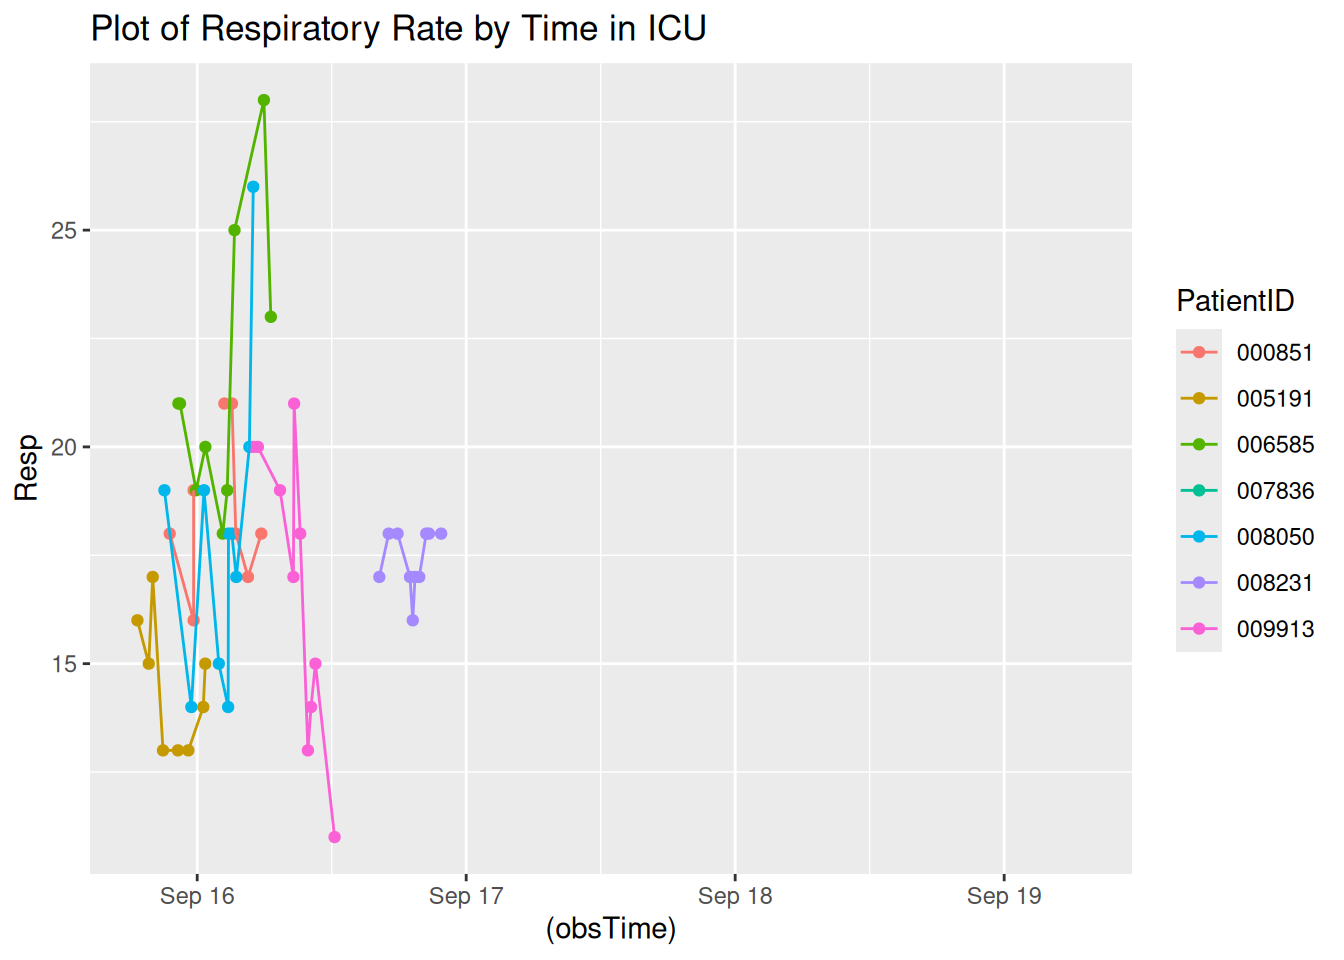 Plot of Respiratory Rate by Time in ICU
Resp
25
20
15
Sep 16
Sep 17
Sep 18
Sep 19
(obsTime)
PatientID
000851
005191
006585
007836
008050
008231
009913